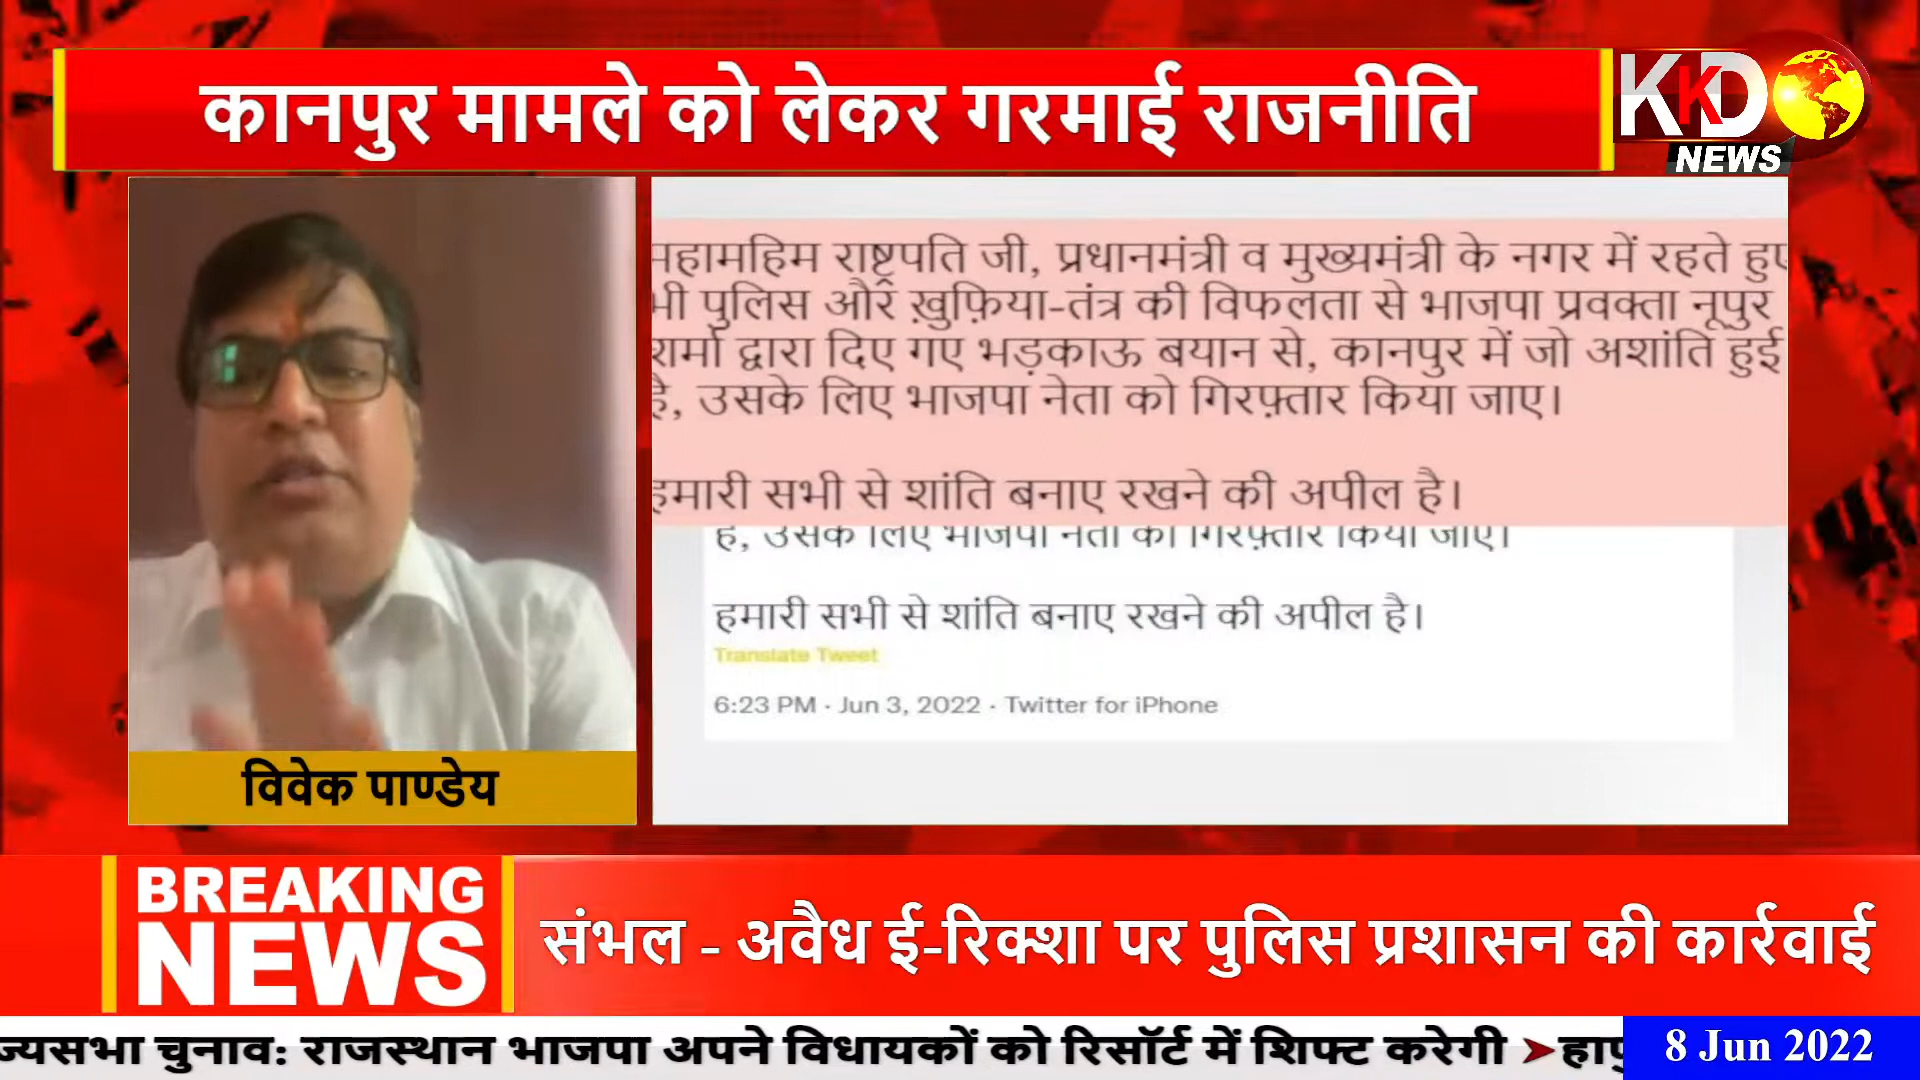 कानपुर मामले को लेकर गरमाई राजनीति
KKD
NEWS
महामहिम राष्ट्रपति जी, प्रधानमंत्री व मुख्यमंत्री के नगर में रहते हुए
भी पुलिस और ख़ुफ़िया-तंत्र की विफलता से भाजपा प्रवक्ता नूपुर
शर्मा द्वारा दिए गए भड़काऊ बयान से, कानपुर में जो अशांति हुई
है, उसके लिए भाजपा नेता को गिरफ़्तार किया जाए।
हमारी सभी से शांति बनाए रखने की अपील है।
है, उसके लिए भाजपा नेता को गिरफ़्तार किया जाए।
हमारी सभी से शांति बनाए रखने की अपील है।
Translate Tweet
6:23 PM · Jun 3, 2022 · Twitter for iPhone
विवेक पाण्डेय
BREAKING
NEWS
संभल - अवैध ई-रिक्शा पर पुलिस प्रशासन की कार्रवाई
ज्यसभा चुनाव: राजस्थान भाजपा अपने विधायकों को रिसॉर्ट में शिफ्ट करेगी ➤
8 Jun 2022